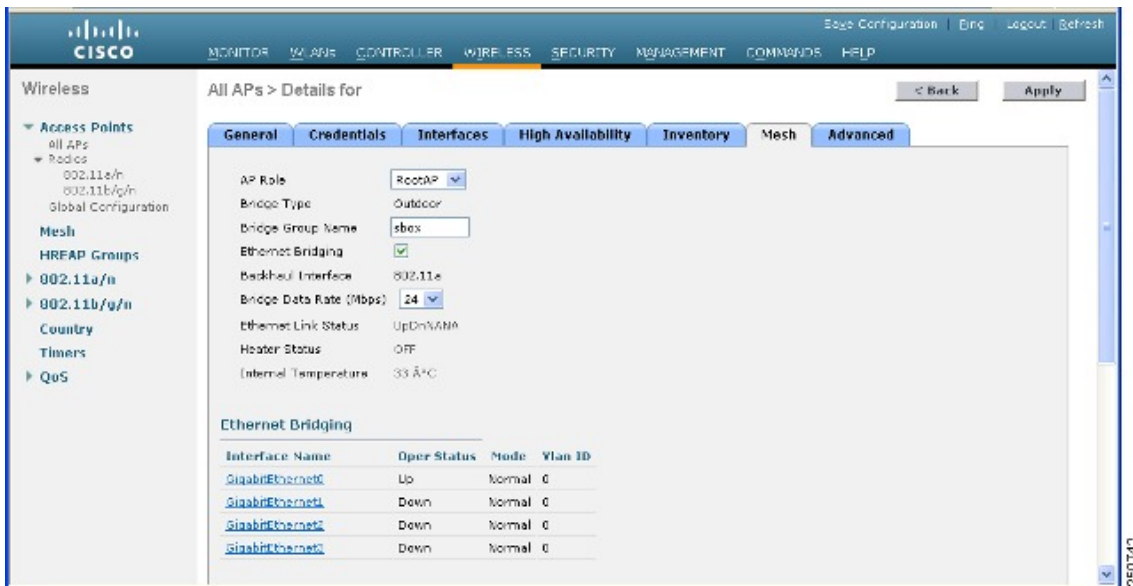 Save Configuration | Ping | Logout | Refresh
CISCO
MONITOR WLANs CONTROLLER WIRELESS SECURITY MANAGEMENT COMMANDS HELP
Wireless
Access Points
All APs
Radios
802.11a/n
802.11b/g/n
Global Configuration
Mesh
HREAP Groups
802.11a/n
802.11b/g/n
Country
Timers
QoS
All APs > Details for
< Back
Apply
General Credentials Interfaces High Availability Inventory Mesh Advanced
AP Role RootAP
Bridge Type Outdoor
Bridge Group Name sbox
Ethernet Bridging
Backhaul Interface 802.11a
Bridge Data Rate (Mbps) 24
Ethernet Link Status UpDnNANA
Heater Status OFF
Internal Temperature 33 Â°C
Ethernet Bridging
Interface Name Oper Status Mode Vlan ID
GigabitEthernet0 Up Normal 0
GigabitEthernet1 Down Normal 0
GigabitEthernet2 Down Normal 0
GigabitEthernet3 Down Normal 0